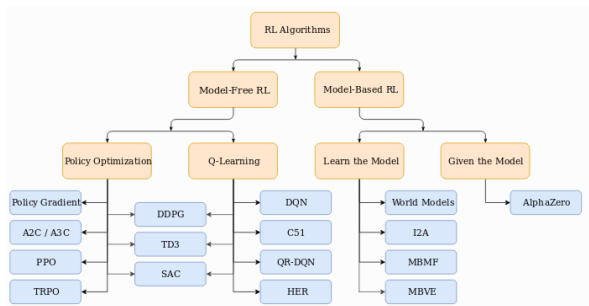 RL Algorithms
Model-Free RL
Model-Based RL
Policy Optimization
Q-Learning
Learn the Model
Given the Model
Policy Gradient
DDPG
DQN
World Models
AlphaZero
A2C / A3C
TD3
C51
I2A
PPO
SAC
QR-DQN
MBMF
TRPO
HER
MBVE